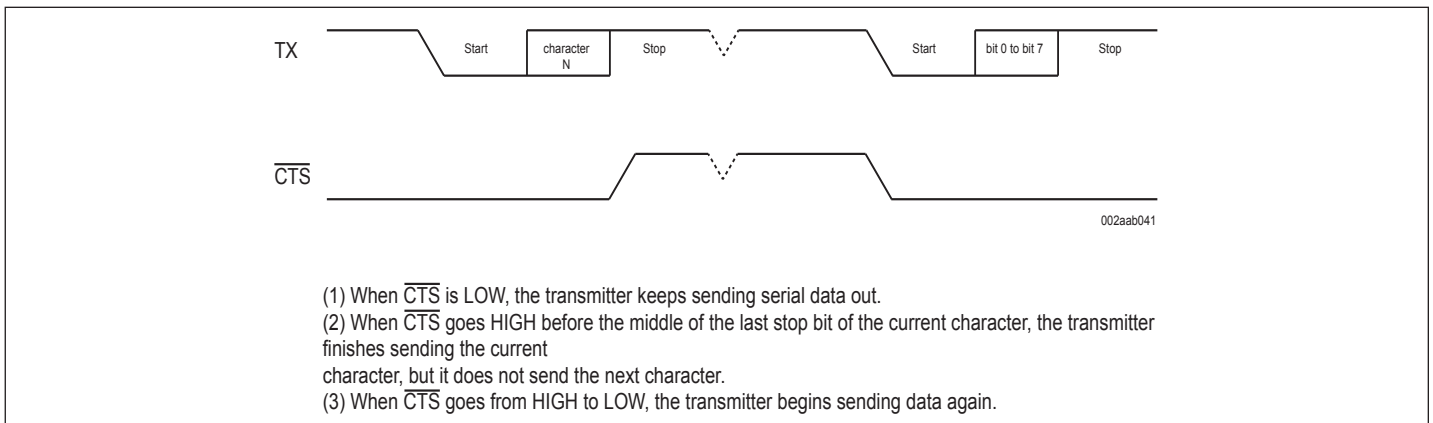 TX Start character N Stop Start bit 0 to bit 7 Stop
CTS
002aab041
(1) When CTS is LOW, the transmitter keeps sending serial data out.
(2) When CTS goes HIGH before the middle of the last stop bit of the current character, the transmitter
finishes sending the current
character, but it does not send the next character.
(3) When CTS goes from HIGH to LOW, the transmitter begins sending data again.